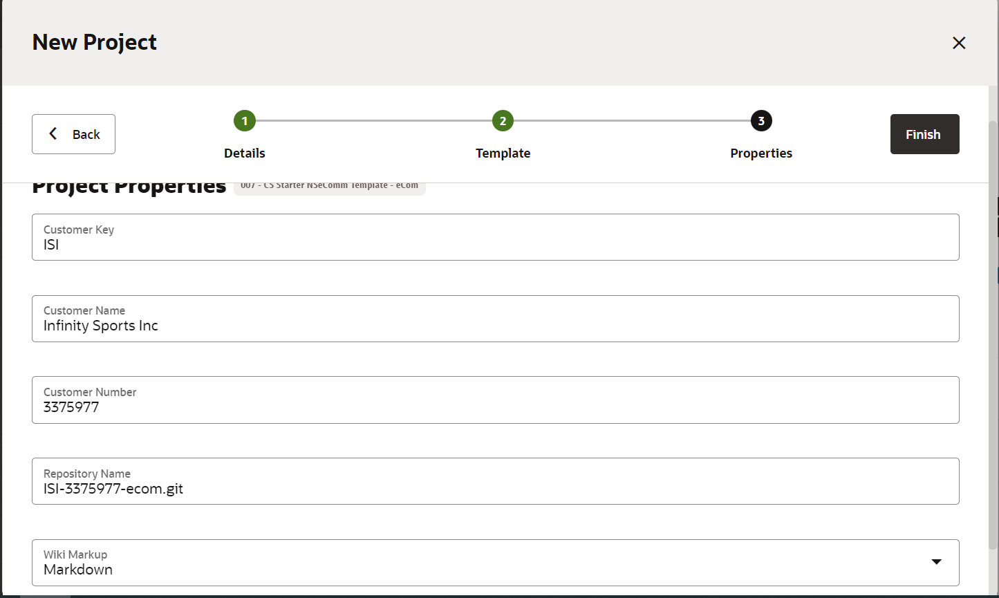 New Project
Back
1
2
3
Details
Template
Properties
Finish
Project Properties
007 - CS Starter NSeComm Template - eCom
Customer Key
ISI
Customer Name
Infinity Sports Inc
Customer Number
3375977
Repository Name
ISI-3375977-ecom.git
Wiki Markup
Markdown